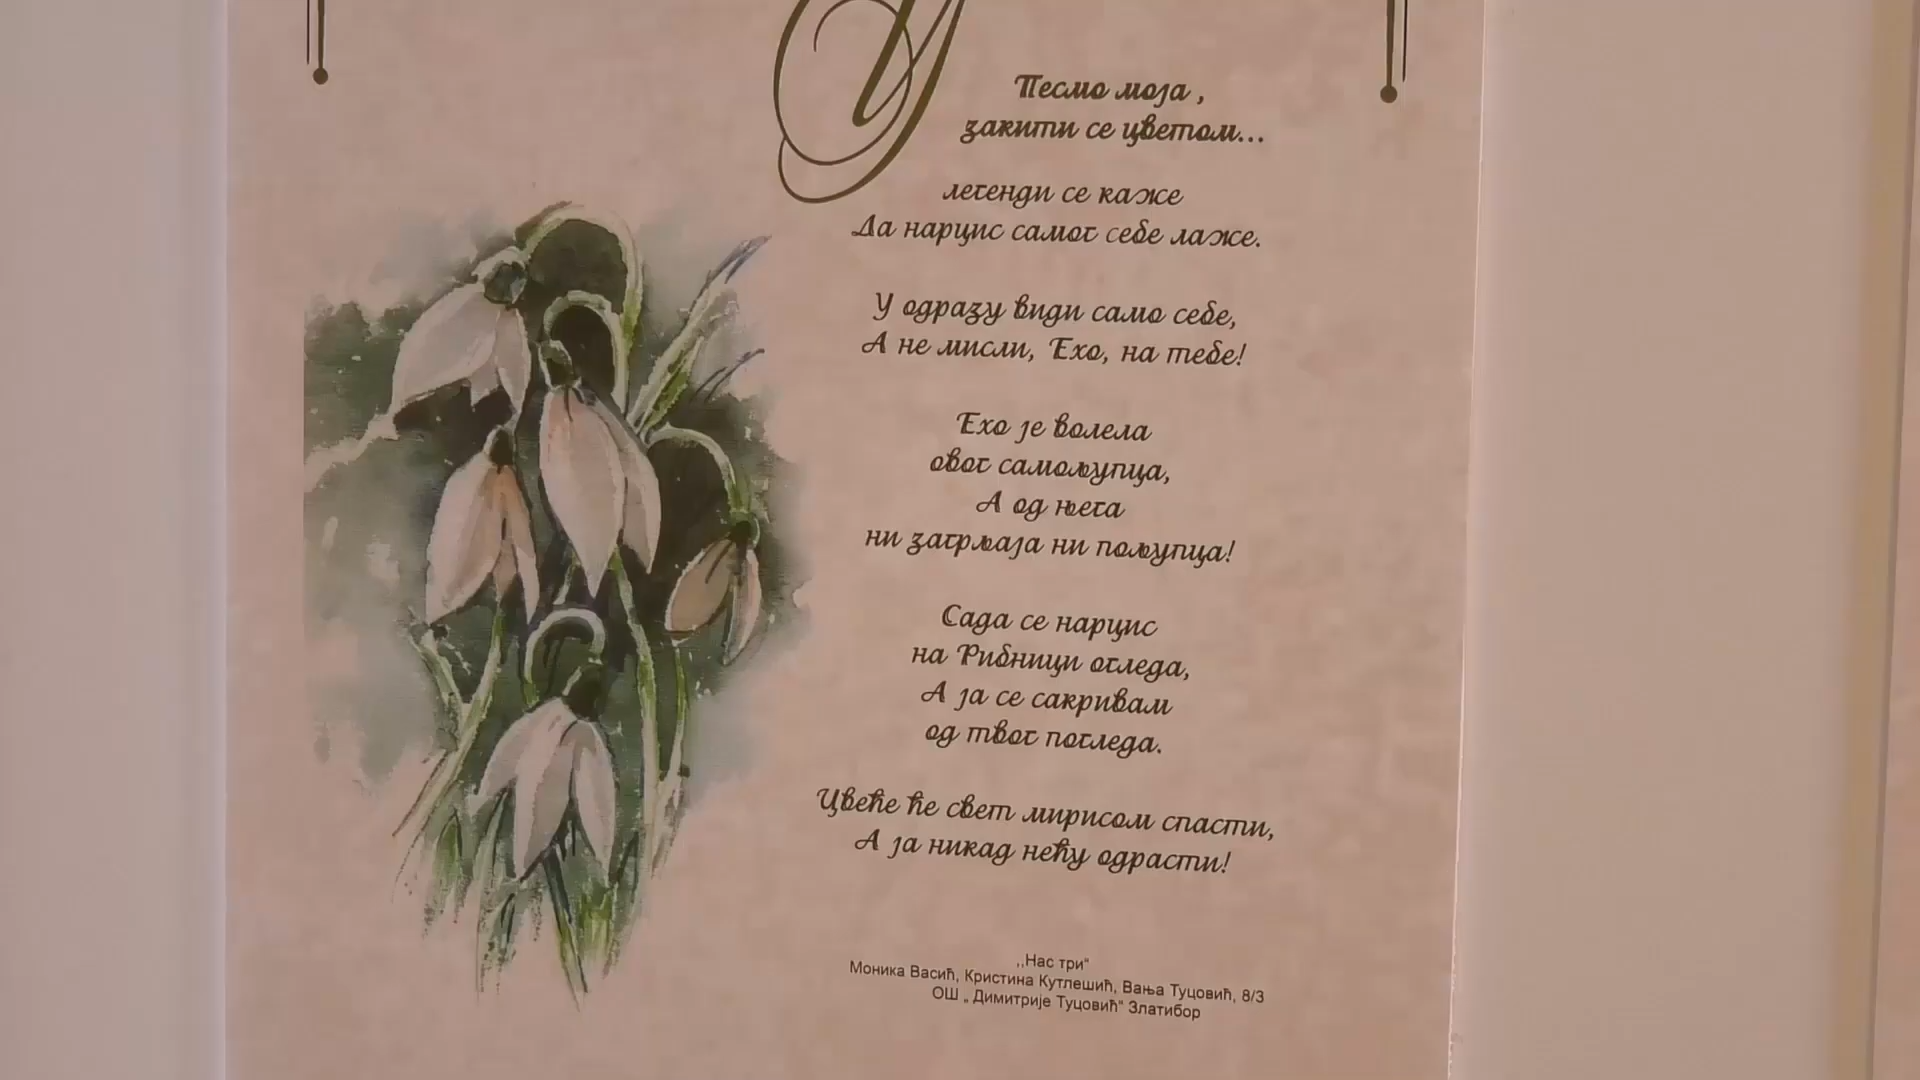 Песмо моја ,
закити се цветом...
У
легенди се каже
Да нарцис самог себе лаже.
У одразу види само себе,
А не мисли, Ехо, на тебе!
Ехо је волела
овог самољупца,
А од њега
ни загрљаја ни пољупца!
Сада се нарцис
на Рибници огледа,
А ја се сакривам
од твог погледа.
Цвеће ће свет мирисом спасти,
А ја никад нећу одрасти!
,,Нас три“
Моника Васић, Кристина Кутлешић, Вања Туцовић, 8/3
ОШ „ Димитрије Туцовић“ Златибор